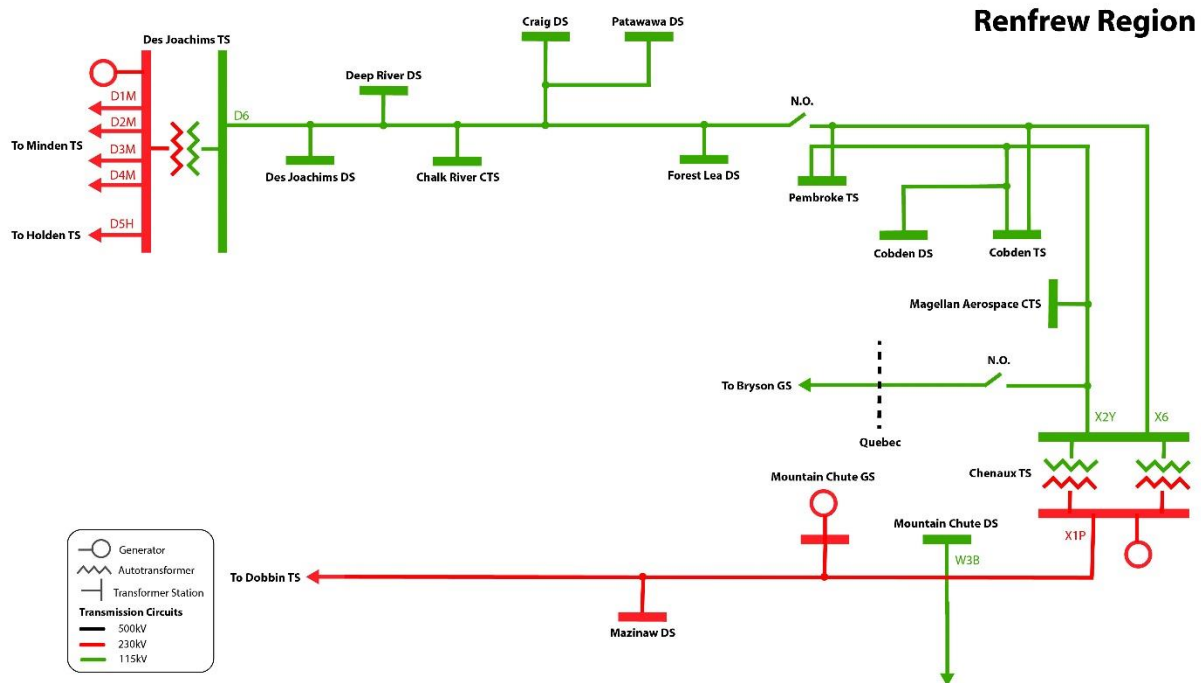 Renfrew Region
Craig DS
Patawawa DS
Des Joachims TS
Deep River DS
D1M
D2M
D3M
D4M
D5H
To Minden TS
To Holden TS
D6
N.O.
Des Joachims DS
Chalk River CTS
Forest Lea DS
Pembroke TS
Cobden DS
Cobden TS
Magellan Aerospace CTS
N.O.
To Bryson GS
X2Y
X6
Quebec
Chenaux TS
Mountain Chute GS
Mountain Chute DS
X1P
W3B
To Dobbin TS
Mazinaw DS
Generator
Autotransformer
Transformer Station
Transmission Circuits
500kV
230kV
115kV